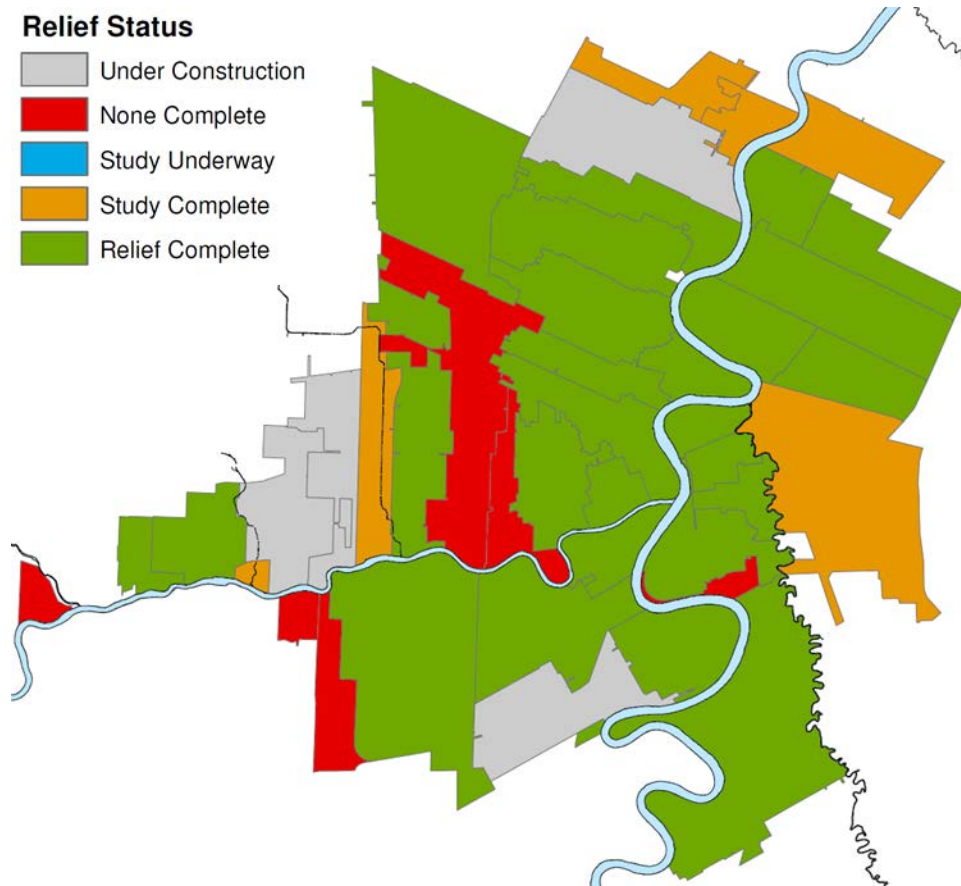 Relief Status
Under Construction
None Complete
Study Underway
Study Complete
Relief Complete